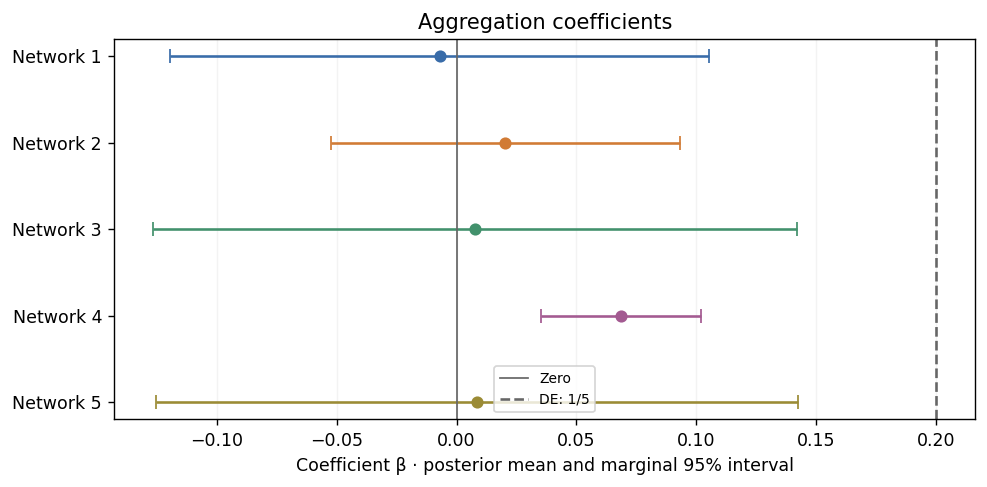 Aggregation coefficients
Network 1
Network 2
Network 3
Network 4
Network 5
Zero
DE: 1/5
−0.10 −0.05 0.00 0.05 0.10 0.15 0.20
Coefficient β · posterior mean and marginal 95% interval